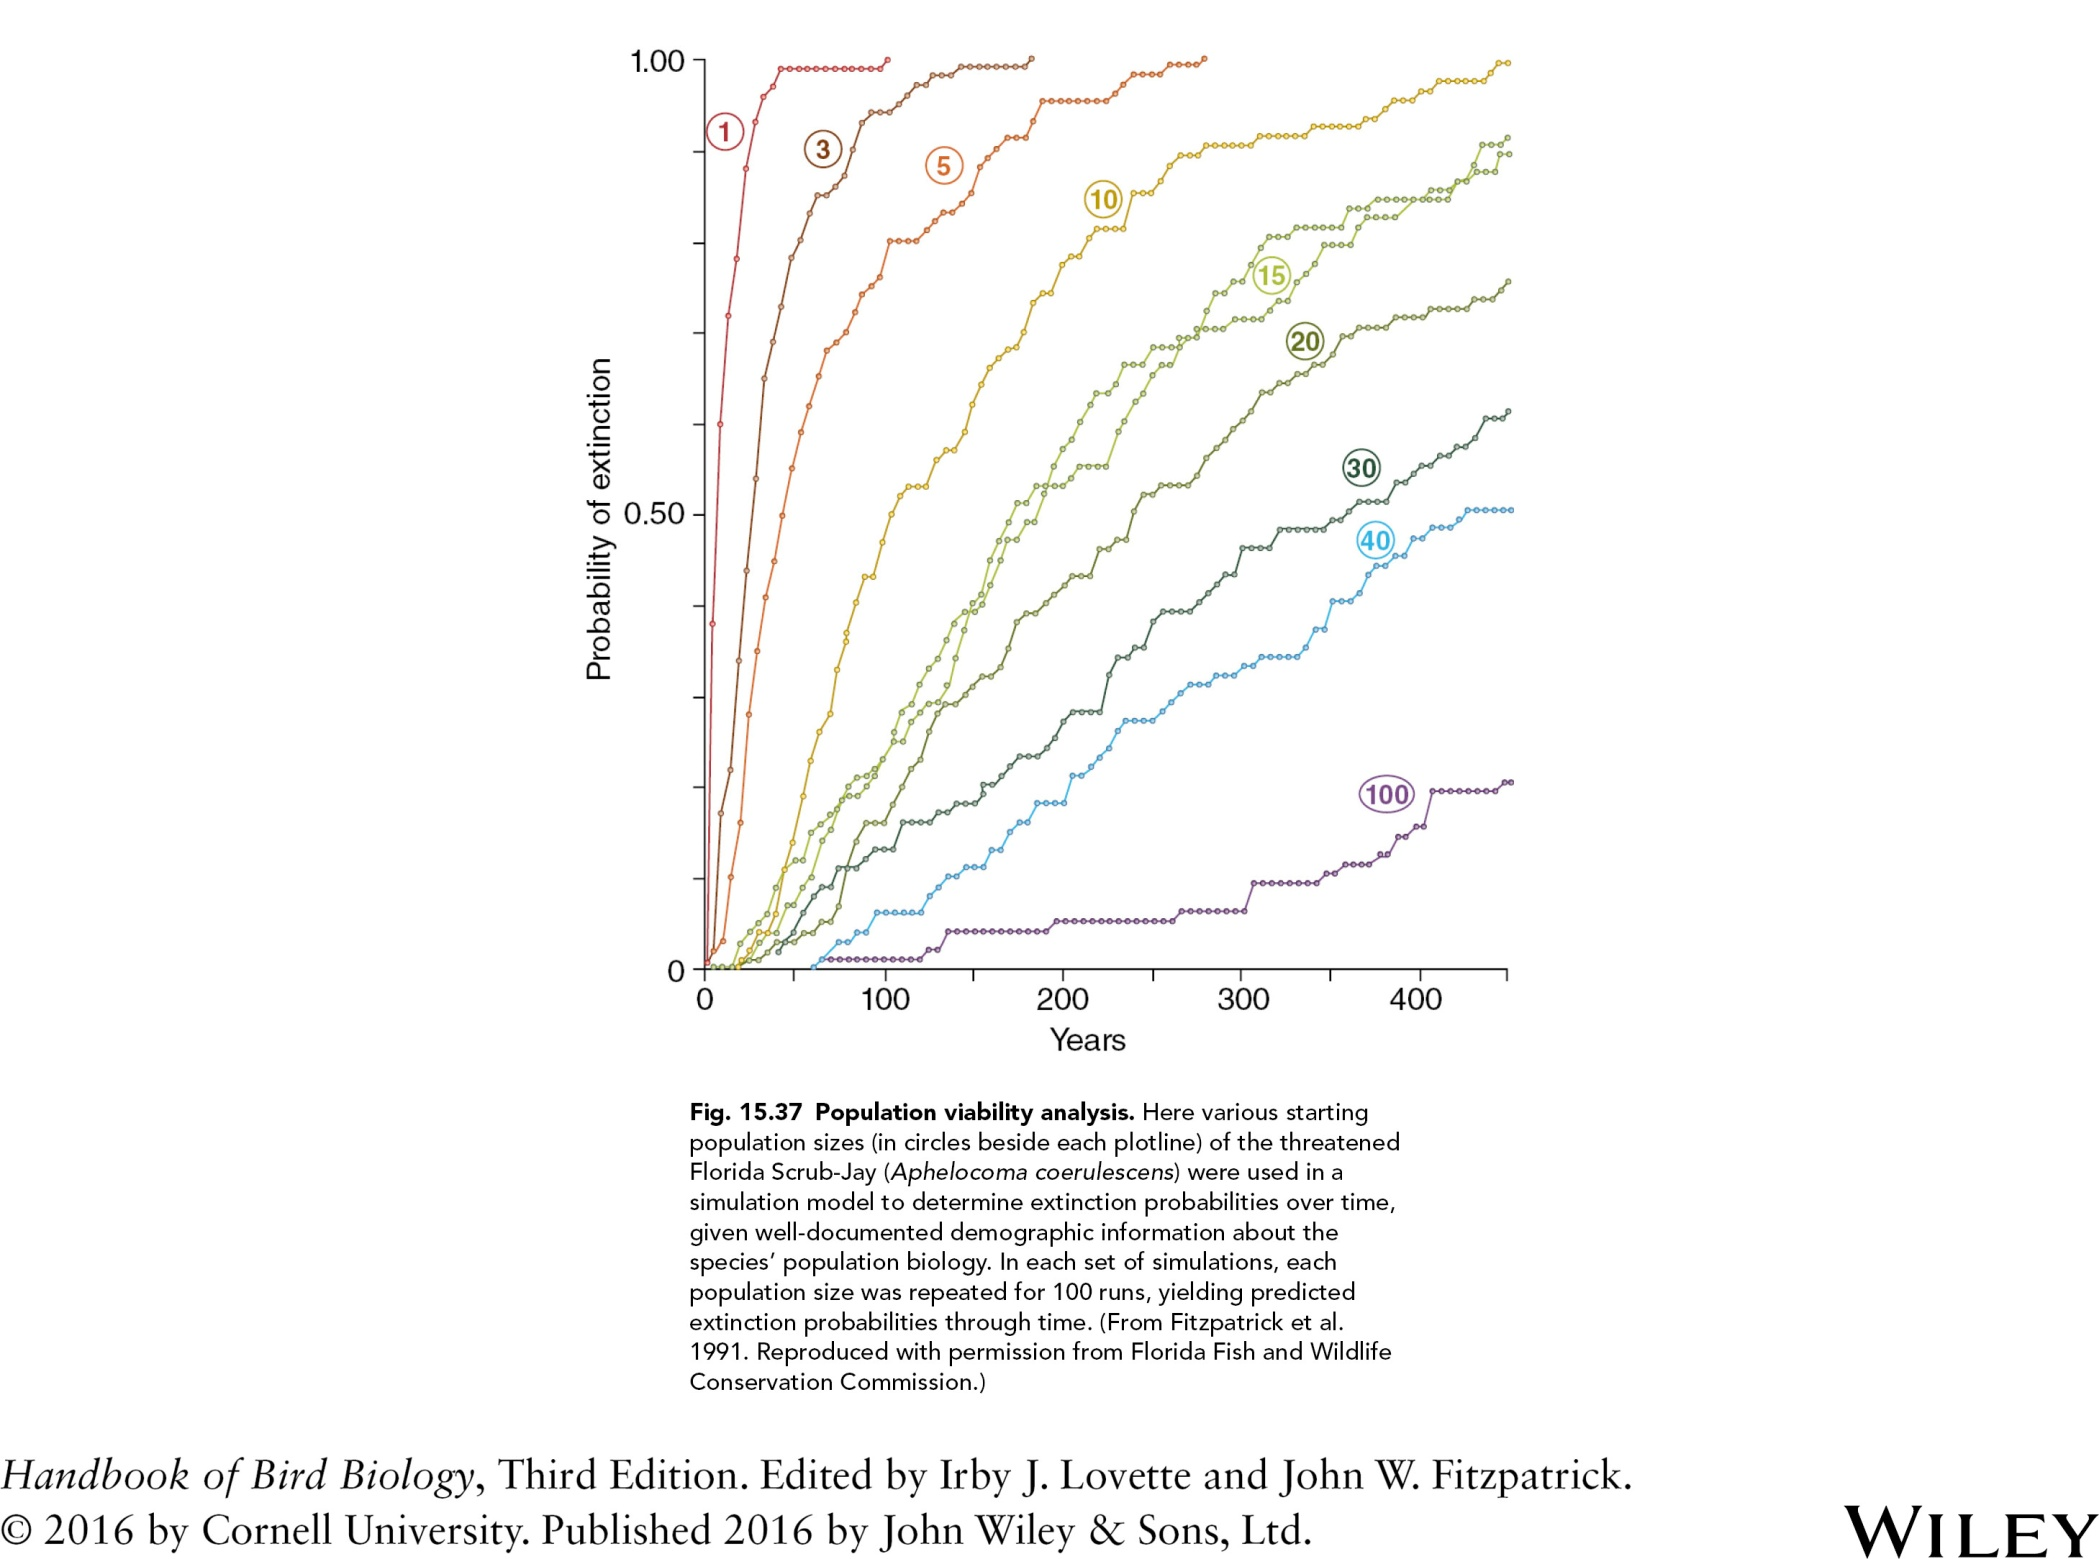 1.00
1
3
5
10
15
20
Probability of extinction
30
0.50
40
100
0
0 100 200 300 400
Years
Fig. 15.37 Population viability analysis. Here various starting
population sizes (in circles beside each plotline) of the threatened
Florida Scrub-Jay (Aphelocoma coerulescens) were used in a
simulation model to determine extinction probabilities over time,
given well-documented demographic information about the
species’ population biology. In each set of simulations, each
population size was repeated for 100 runs, yielding predicted
extinction probabilities through time. (From Fitzpatrick et al.
1991. Reproduced with permission from Florida Fish and Wildlife
Conservation Commission.)
Handbook of Bird Biology, Third Edition. Edited by Irby J. Lovette and John W. Fitzpatrick.
© 2016 by Cornell University. Published 2016 by John Wiley & Sons, Ltd.
WILEY